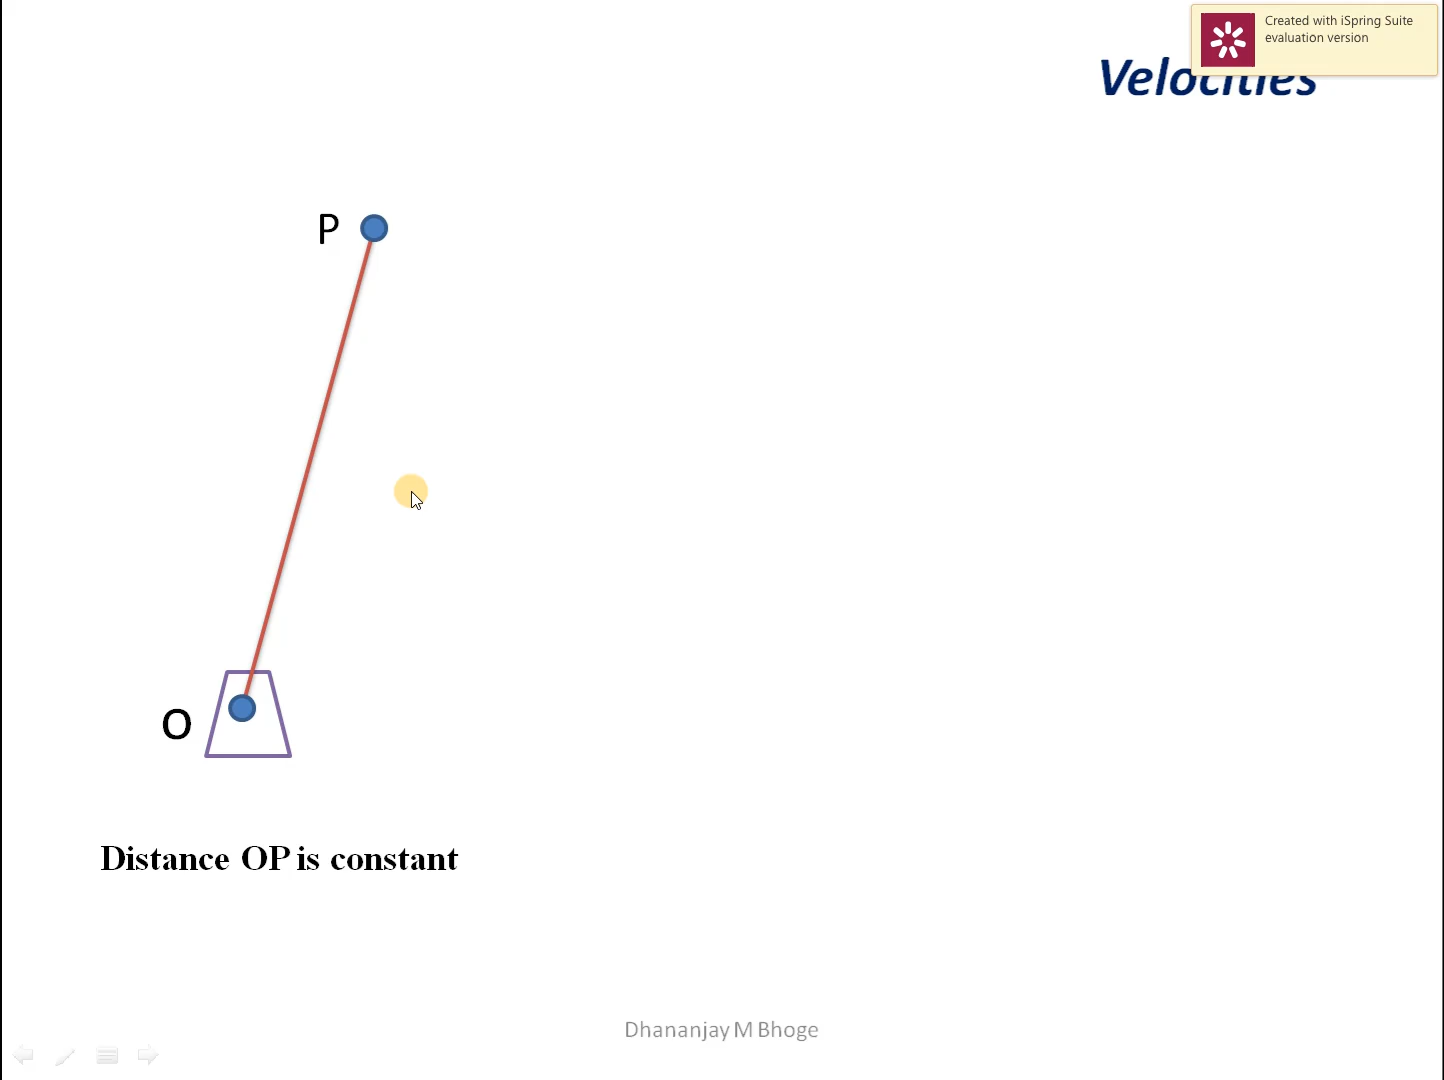 Created with iSpring Suite
evaluation version
Velocities
P
O
Distance OP is constant
Dhananjay M Bhoge